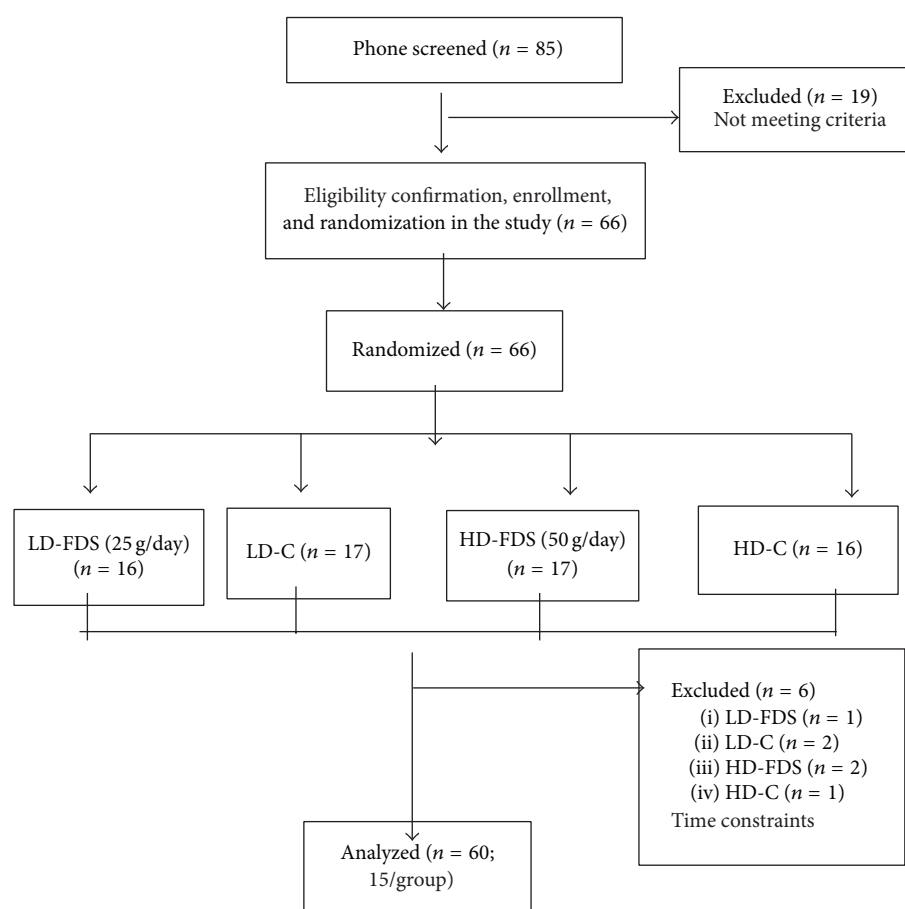 Phone screened (n = 85)
Excluded (n = 19)
Not meeting criteria
Eligibility confirmation, enrollment,
and randomization in the study (n = 66)
Randomized (n = 66)
LD-FDS (25 g/day)
(n = 16)
LD-C (n = 17)
HD-FDS (50 g/day)
(n = 17)
HD-C (n = 16)
Excluded (n = 6)
(i) LD-FDS (n = 1)
(ii) LD-C (n = 2)
(iii) HD-FDS (n = 2)
(iv) HD-C (n = 1)
Time constraints
Analyzed (n = 60;
15/group)